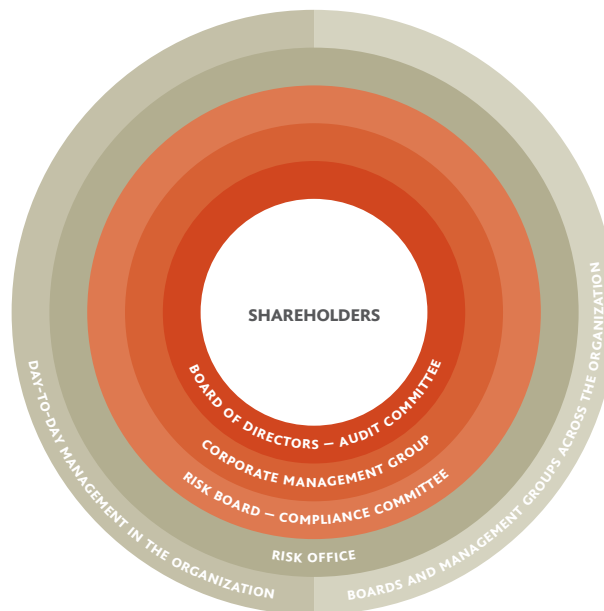 SHAREHOLDERS
BOARD OF DIRECTORS — AUDIT COMMITTEE
CORPORATE MANAGEMENT GROUP
RISK BOARD — COMPLIANCE COMMITTEE
RISK OFFICE
DAY-TO-DAY MANAGEMENT IN THE ORGANIZATION
BOARDS AND MANAGEMENT GROUPS ACROSS THE ORGANIZATION